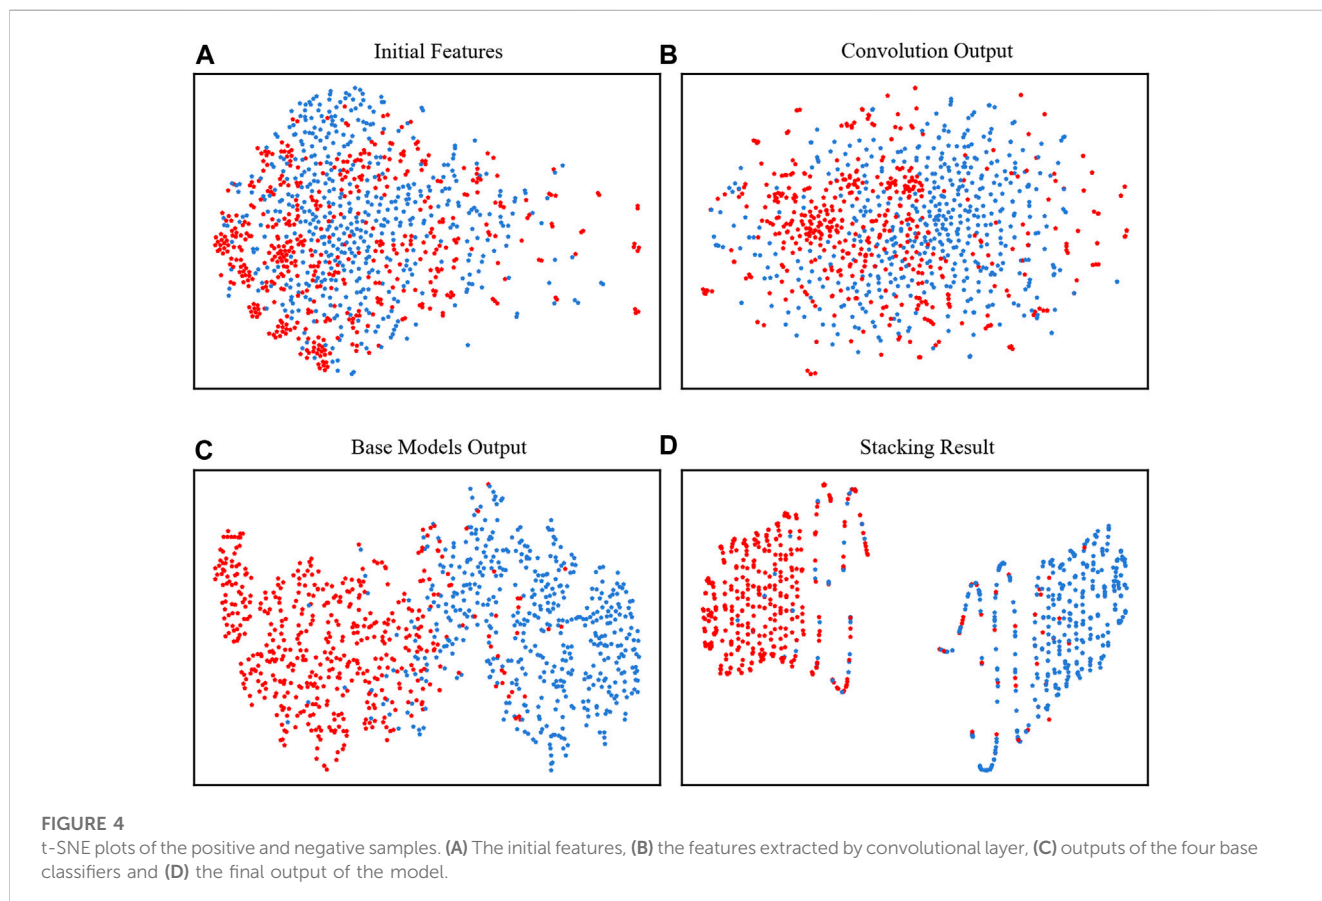 A
Initial Features
B
Convolution Output
C
Base Models Output
D
Stacking Result
FIGURE 4
t-SNE plots of the positive and negative samples. (A) The initial features, (B) the features extracted by convolutional layer, (C) outputs of the four base
classifiers and (D) the final output of the model.